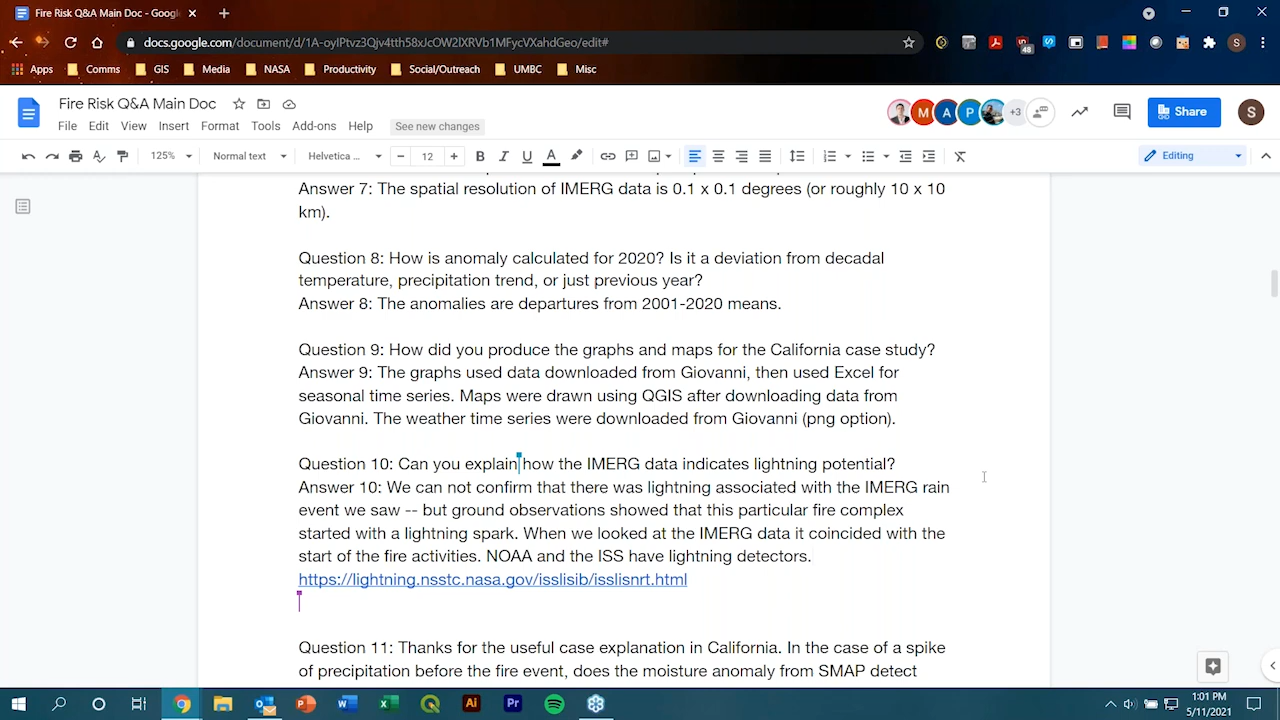 Fire Risk Q&A Main Doc - Google
docs.google.com/document/d/1A-oyIPtvz3Qjv4tth58xJcOW2lXRVb1MFycVXahdGeo/edit#
48
S
Apps Comms GIS Media NASA Productivity Social/Outreach UMBC Misc
Fire Risk Q&A Main Doc
M A P +3 Share S
File Edit View Insert Format Tools Add-ons Help See new changes
125% Normal text Helvetica ... 12 B I U A Editing
Answer 7: The spatial resolution of IMERG data is 0.1 x 0.1 degrees (or roughly 10 x 10
km).
Question 8: How is anomaly calculated for 2020? Is it a deviation from decadal
temperature, precipitation trend, or just previous year?
Answer 8: The anomalies are departures from 2001-2020 means.
Question 9: How did you produce the graphs and maps for the California case study?
Answer 9: The graphs used data downloaded from Giovanni, then used Excel for
seasonal time series. Maps were drawn using QGIS after downloading data from
Giovanni. The weather time series were downloaded from Giovanni (png option).
Question 10: Can you explain how the IMERG data indicates lightning potential?
Answer 10: We can not confirm that there was lightning associated with the IMERG rain
event we saw -- but ground observations showed that this particular fire complex
started with a lightning spark. When we looked at the IMERG data it coincided with the
start of the fire activities. NOAA and the ISS have lightning detectors.
https://lightning.nsstc.nasa.gov/isslisib/isslisnrt.html
Question 11: Thanks for the useful case explanation in California. In the case of a spike
of precipitation before the fire event, does the moisture anomaly from SMAP detect
1:01 PM
5/11/2021